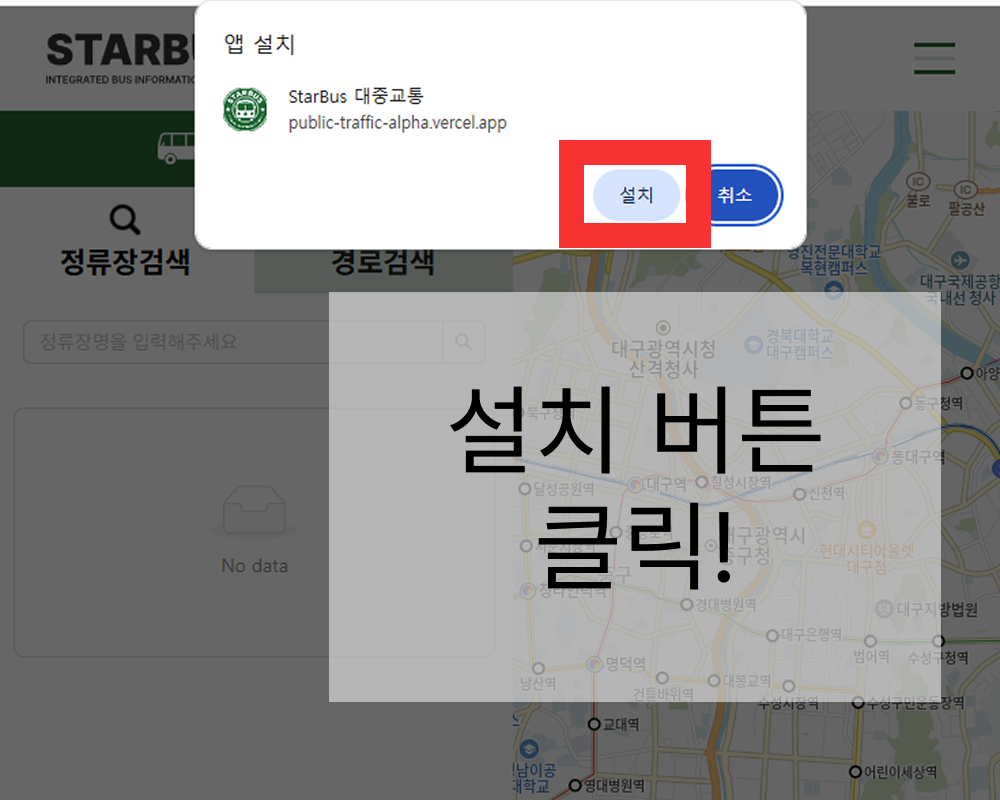 앱 설치
STARB
INTEGRATED BUS INFORMATIO
STARBUS
StarBus 대중교통
public-traffic-alpha.vercel.app
설치
취소
정류장검색
경로검색
정류장명을 입력해주세요
No data
설치 버튼
클릭!
IC
불로
IC
팔공산
영진전문대학교
복현캠퍼스
대구국제공항
국내선 청사
대구광역시청
산격청사
경북대학교
대구캠퍼스
아양
동구청역
북구청
동대구역
달성공원역
대구역
칠성시장역
신천역
대구광역시
중구청
현대시티아울렛
대구점
중구
경대병원역
대구지방법원
대구은행역
범어역
수성구청역
명덕역
남산역
건들바위역
대봉교역
수성시장역
수성구민운동장역
교대역
영남이공
대학교
영대병원역
어린이세상역